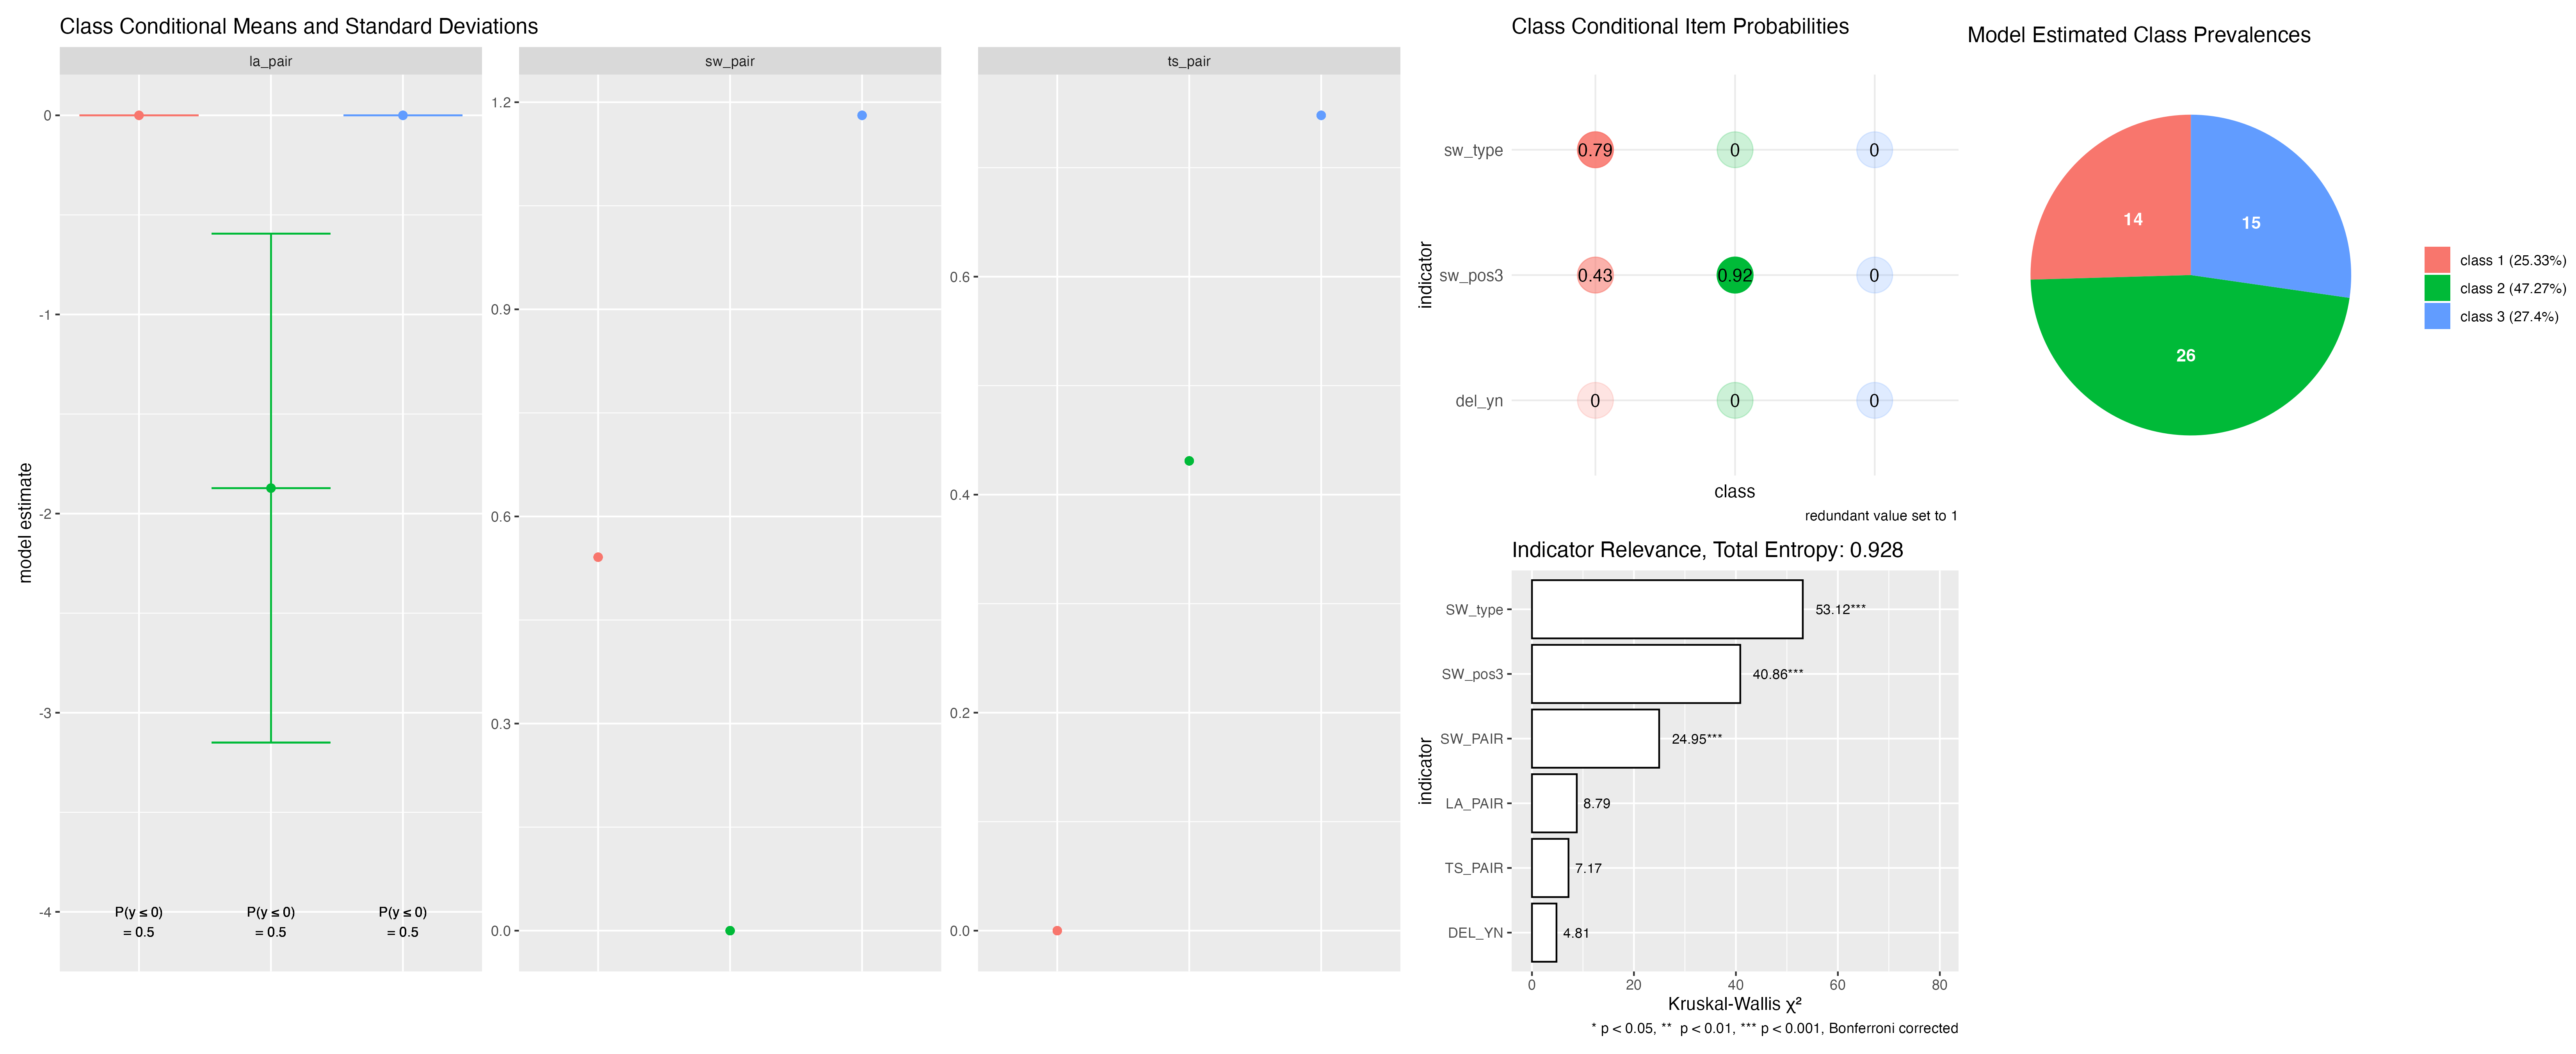 Class Conditional Means and Standard Deviations
la_pair
sw_pair
ts_pair
model estimate
0
-1
-2
-3
-4
P(y ≤ 0)
= 0.5
P(y ≤ 0)
= 0.5
P(y ≤ 0)
= 0.5
1.2
0.9
0.6
0.3
0.0
0.6
0.4
0.2
0.0
Class Conditional Item Probabilities
indicator
sw_type
0.79
0
0
sw_pos3
0.43
0.92
0
del_yn
0
0
0
class
redundant value set to 1
Model Estimated Class Prevalences
14
15
26
class 1 (25.33%)
class 2 (47.27%)
class 3 (27.4%)
Indicator Relevance, Total Entropy: 0.928
indicator
SW_type
53.12***
SW_pos3
40.86***
SW_PAIR
24.95***
LA_PAIR
8.79
TS_PAIR
7.17
DEL_YN
4.81
0 20 40 60 80
Kruskal-Wallis χ²
* p < 0.05, ** p < 0.01, *** p < 0.001, Bonferroni corrected